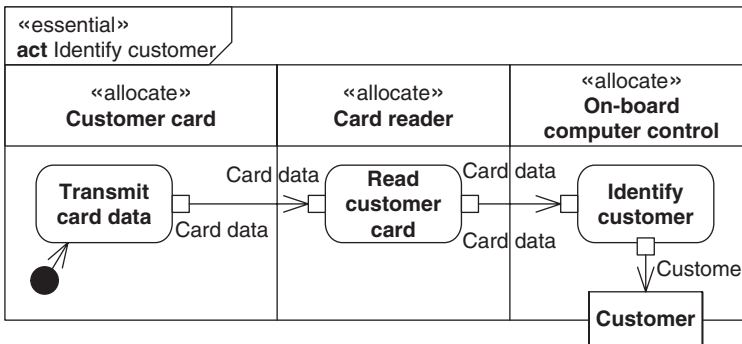 «essential»
act Identify customer
«allocate»
Customer card
«allocate»
Card reader
«allocate»
On-board
computer control
Transmit
card data
Card data
Card data
Read
customer
card
Card data
Card data
Identify
customer
Custome
Customer